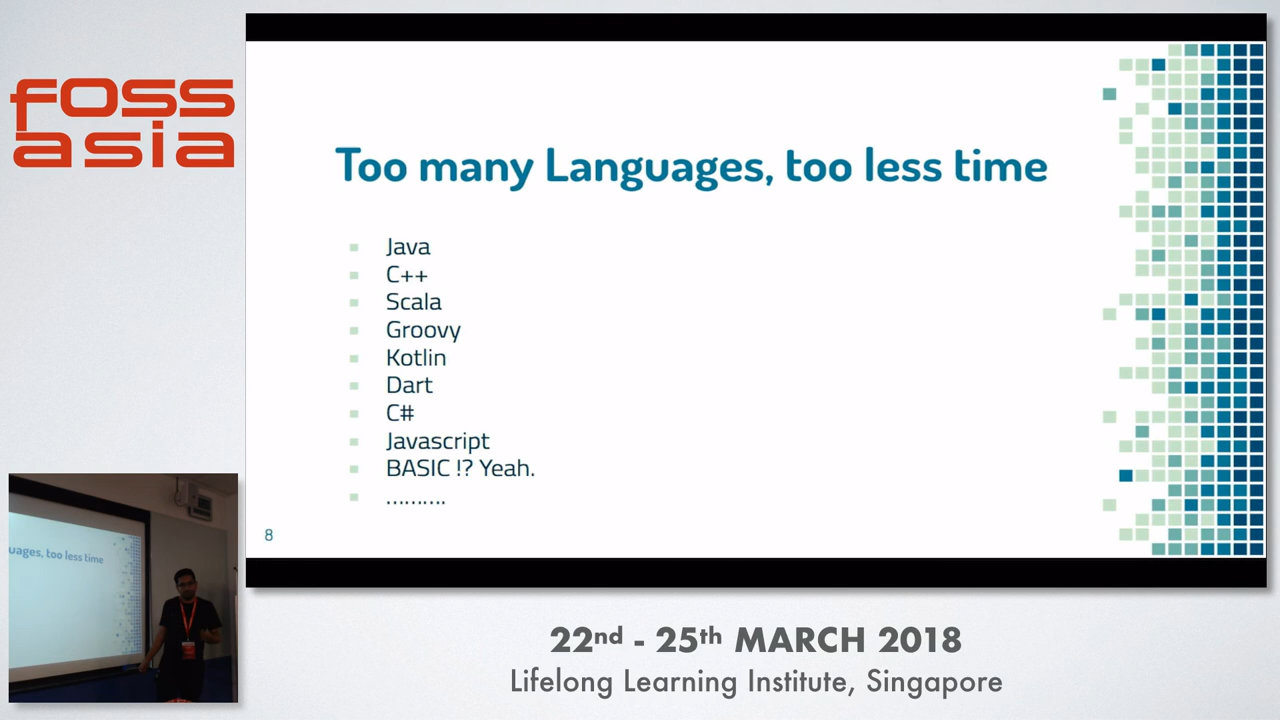 foss
asia
Too many Languages, too less time
Java
C++
Scala
Groovy
Kotlin
Dart
C#
Javascript
BASIC !? Yeah.
..........
8
uages, too less time
22nd - 25th MARCH 2018
Lifelong Learning Institute, Singapore